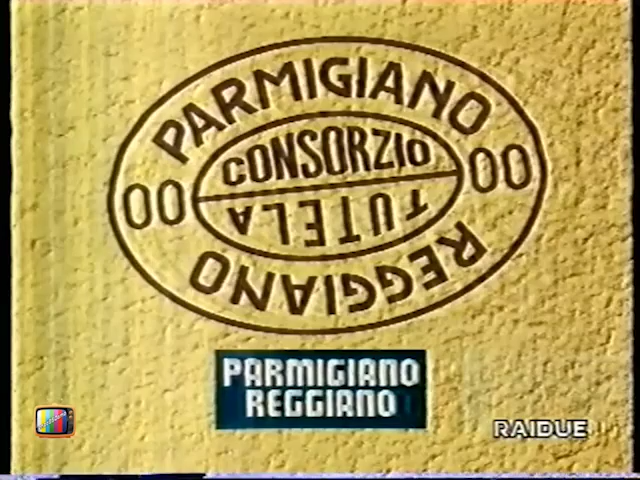 PARMIGIANO
00 CONSORZIO 00
TUTELA
REGGIANO
PARMIGIANO
REGGIANO
RAIDUE